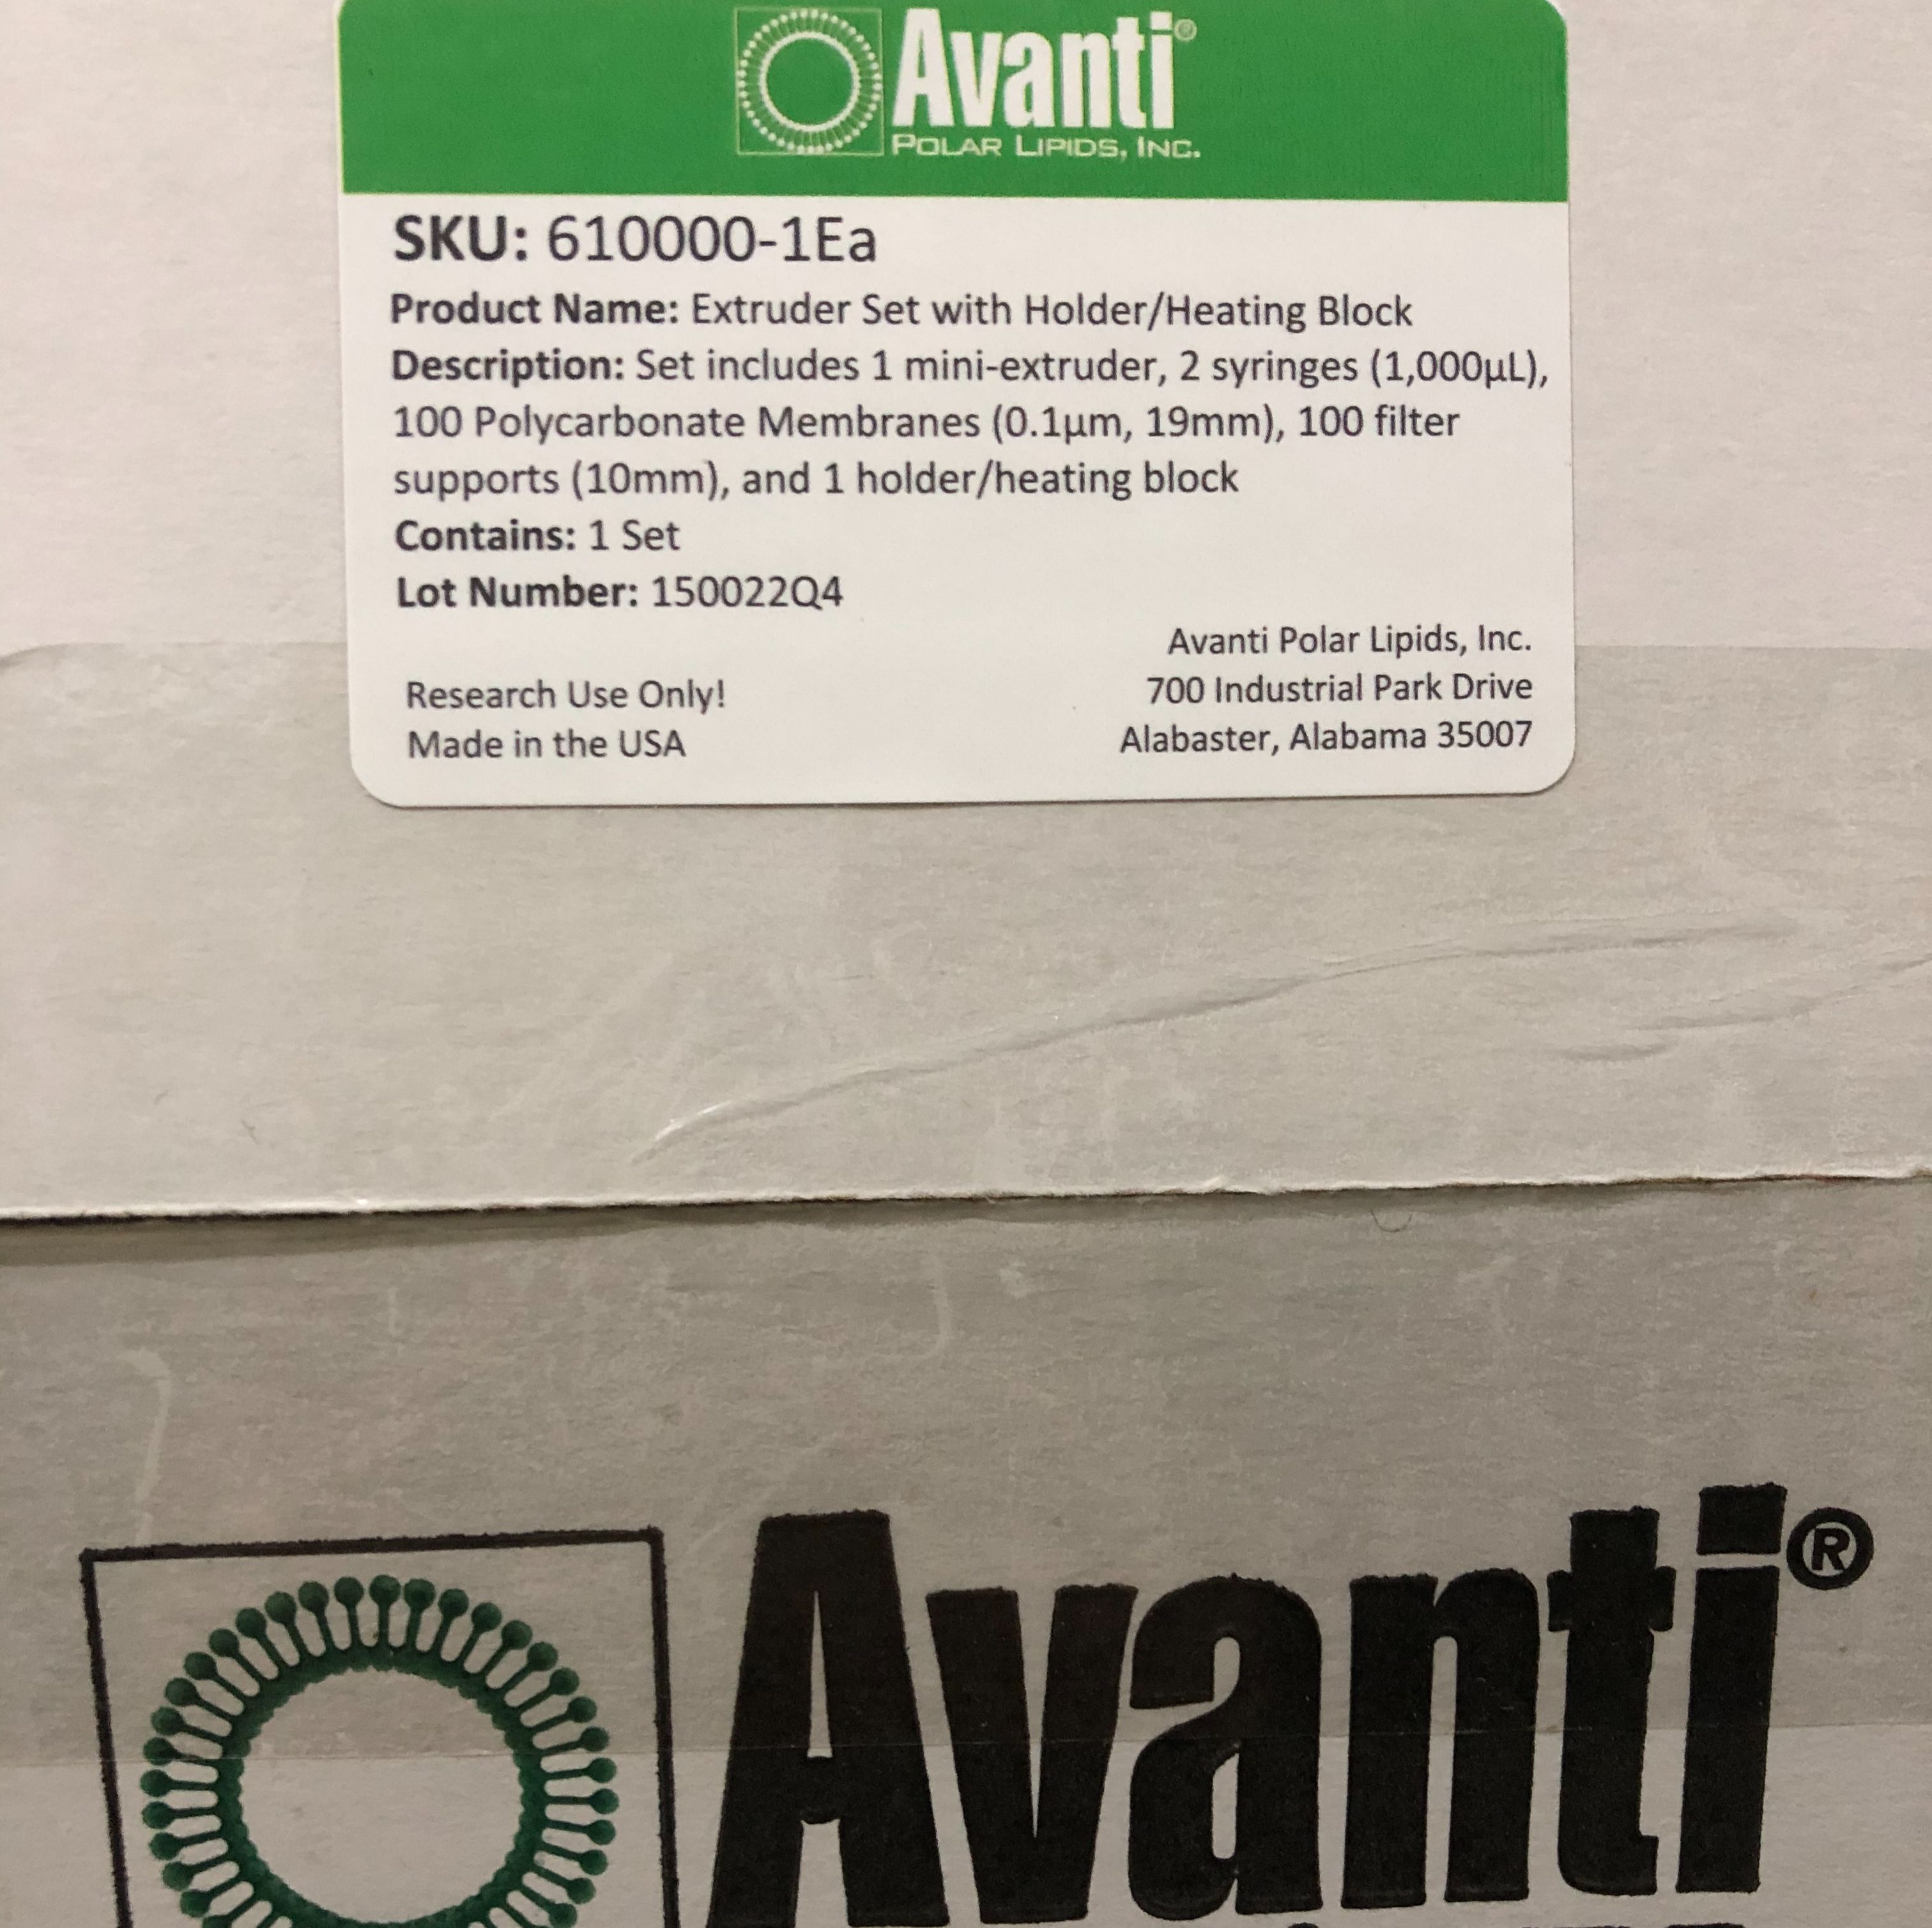 Avanti®
POLAR LIPIDS, INC.
SKU: 610000-1Ea
Product Name: Extruder Set with Holder/Heating Block
Description: Set includes 1 mini-extruder, 2 syringes (1,000µL),
100 Polycarbonate Membranes (0.1µm, 19mm), 100 filter
supports (10mm), and 1 holder/heating block
Contains: 1 Set
Lot Number: 150022Q4
Research Use Only!
Made in the USA
Avanti Polar Lipids, Inc.
700 Industrial Park Drive
Alabaster, Alabama 35007
Avanti®